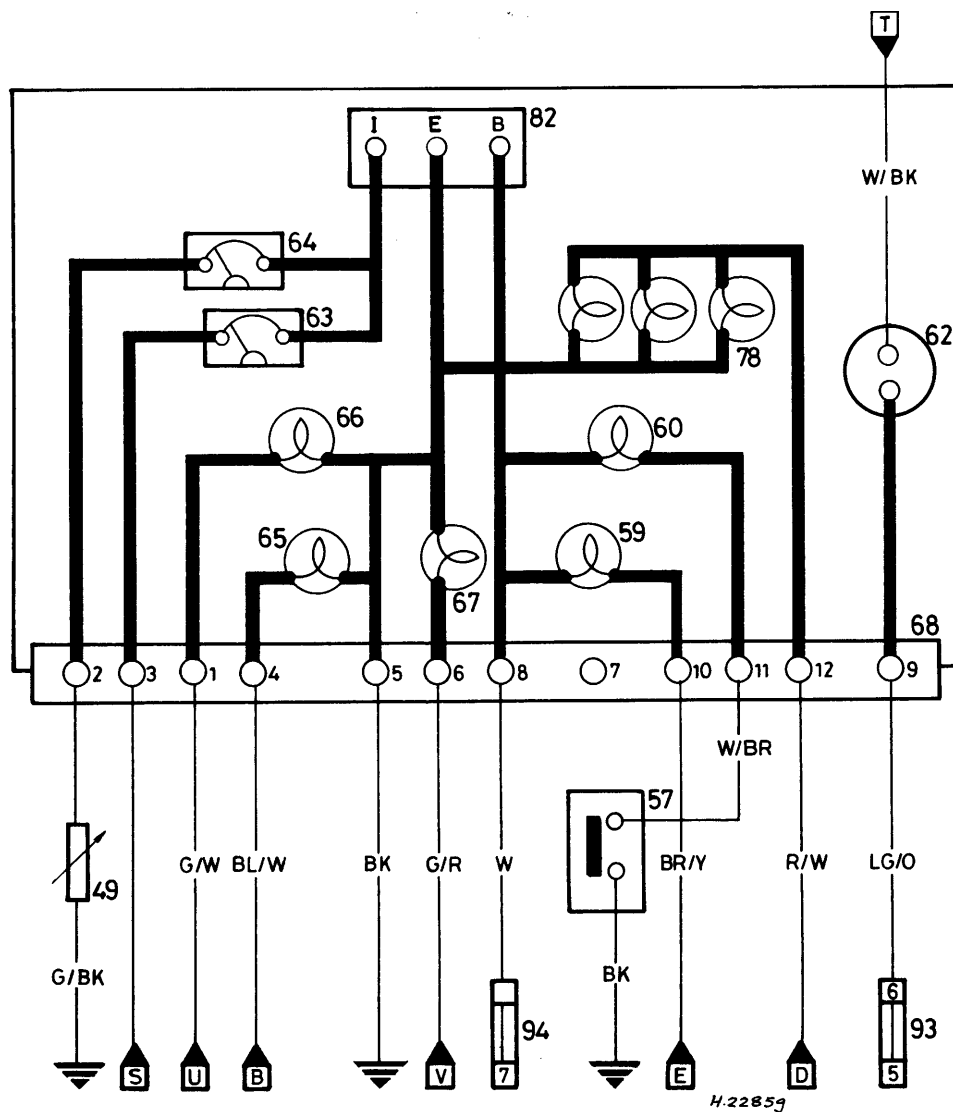 T
I E B 82
W/BK
64
63
62
78
66
60
65
59
67
68
2 3 1 4 5 6 8 7 10 11 12 9
W/BR
57
G/W BL/W BK G/R W BR/Y R/W LG/O
49
G/BK
BK
6
94
93
S U B V 7 E D 5
H.22859